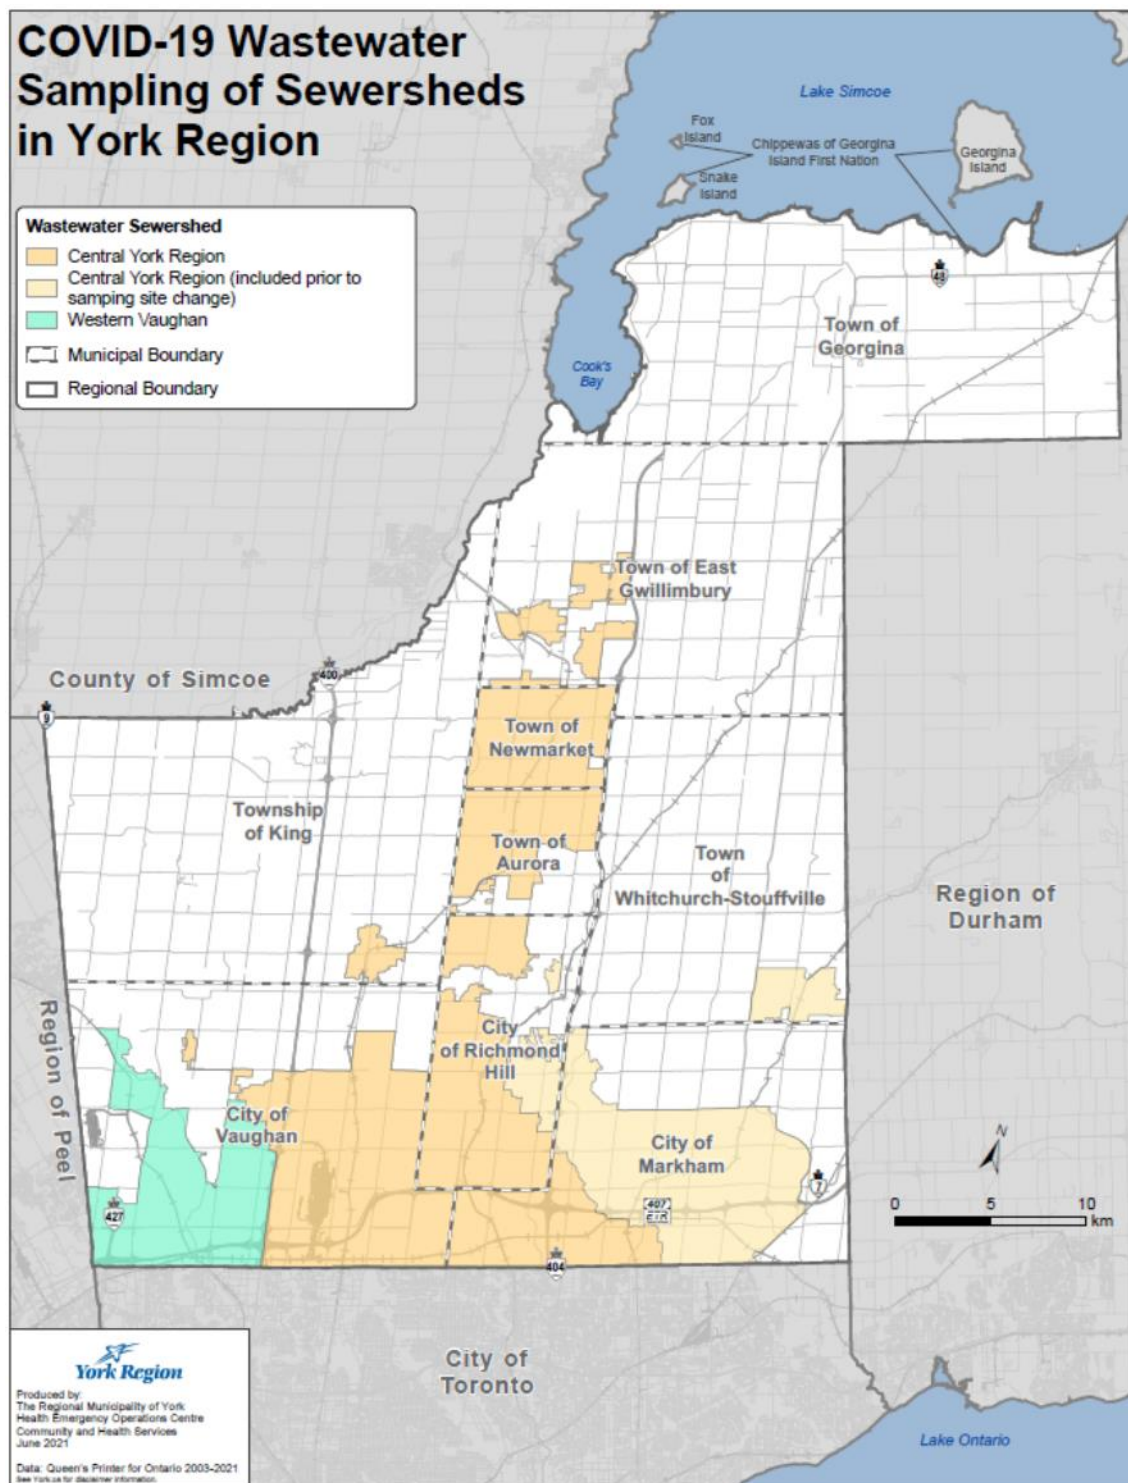 COVID-19 Wastewater
Sampling of Sewersheds
in York Region
Wastewater Sewershed
Central York Region
Central York Region (included prior to
samping site change)
Western Vaughan
Municipal Boundary
Regional Boundary
Lake Simcoe
Fox
Island
Chippewas of Georgina
Island First Nation
Georgina
Island
Snake
Island
48
Town of
Georgina
Cook's
Bay
Town of East
Gwillimbury
County of Simcoe
400
9
Town of
Newmarket
Township
of King
Town of
Aurora
Town
of
Whitchurch-Stouffville
Region of
Durham
Region of Peel
City
of Richmond
Hill
City of
Vaughan
City of
Markham
N
7
407
ETR
427
0 5 10
km
404
City of
Toronto
Lake Ontario
York Region
Produced by:
The Regional Municipality of York
Health Emergency Operations Centre
Community and Health Services
June 2021
Data: Queen's Printer for Ontario 2003-2021
See York.ca for disclaimer information.